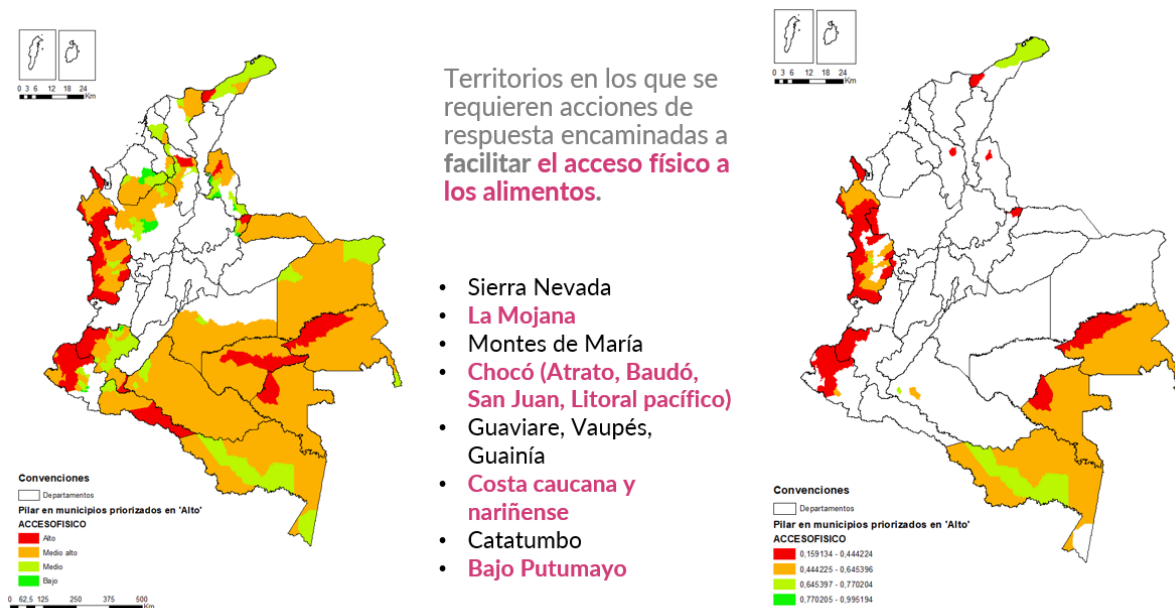 0 3 6 12 18 24
Km
Convenciones
Departamentos
Pilar en municipios priorizados en 'Alto'
ACCESOFISICO
Alto
Medio alto
Medio
Bajo
0 62,5 125 250 375 500
Km
Territorios en los que se
requieren acciones de
respuesta encaminadas a
facilitar el acceso físico a
los alimentos.
• Sierra Nevada
• La Mojana
• Montes de María
• Chocó (Atrato, Baudó,
San Juan, Litoral pacífico)
• Guaviare, Vaupés,
Guainía
• Costa caucana y
nariñense
• Catatumbo
• Bajo Putumayo
0 3 6 12 18 24
Km
Convenciones
Departamentos
Pilar en municipios priorizados en 'Alto'
ACCESOFISICO
0,159134 - 0,444224
0,444225 - 0,645396
0,645397 - 0,770204
0,770205 - 0,995194